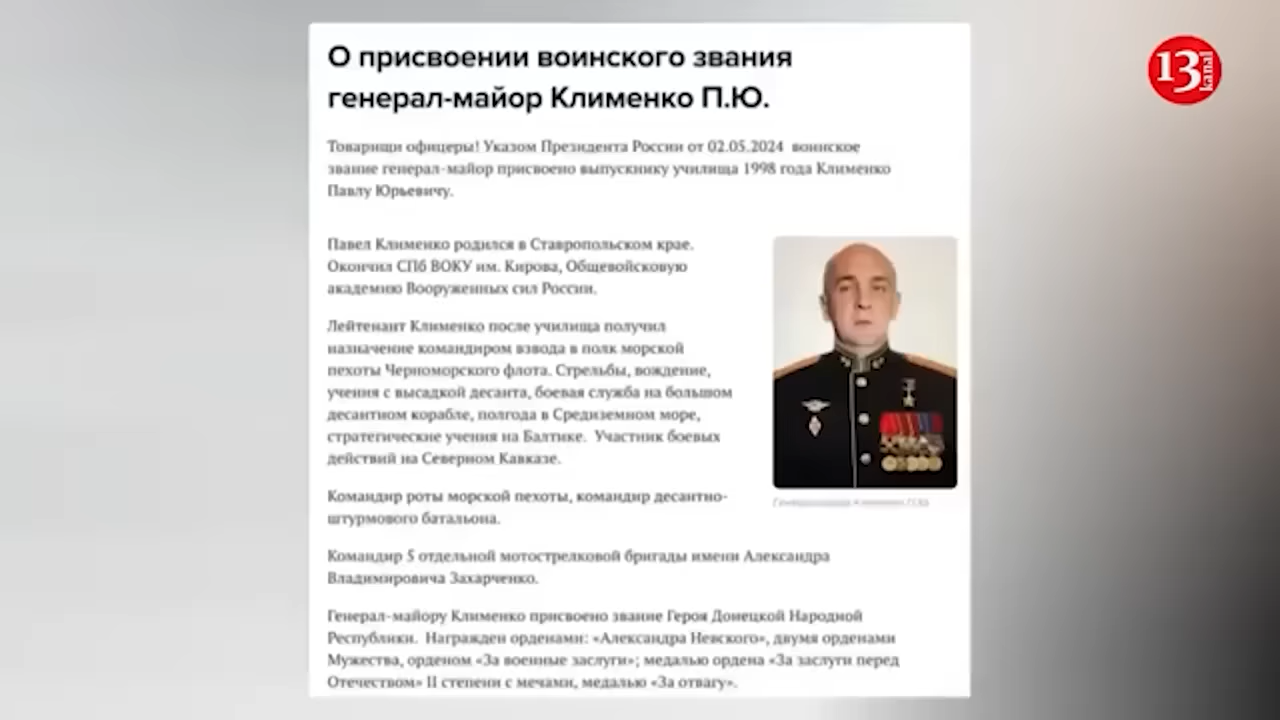 О присвоении воинского звания
генерал-майор Клименко П.Ю.
13 kanal
Товарищи офицеры! Указом Президента России от 02.05.2024 воинское
звание генерал-майор присвоено выпускнику училища 1998 года Клименко
Павлу Юрьевичу.
Павел Клименко родился в Ставропольском крае.
Окончил СПб ВОКУ им. Кирова, Общевойсковую
академию Вооруженных сил России.
Лейтенант Клименко после училища получил
назначение командиром взвода в полк морской
пехоты Черноморского флота. Стрельбы, вождение,
учения с высадкой десанта, боевая служба на большом
десантном корабле, полгода в Средиземном море,
стратегические учения на Балтике. Участник боевых
действий на Северном Кавказе.
Командир роты морской пехоты, командир десантно-
штурмового батальона.
Командир 5 отдельной мотострелковой бригады имени Александра
Владимировича Захарченко.
Генерал-майору Клименко присвоено звание Героя Донецкой Народной
Республики. Награжден орденами: «Александра Невского», двумя орденами
Мужества, орденом «За военные заслуги»; медалью ордена «За заслуги перед
Отечеством» II степени с мечами, медалью «За отвагу».